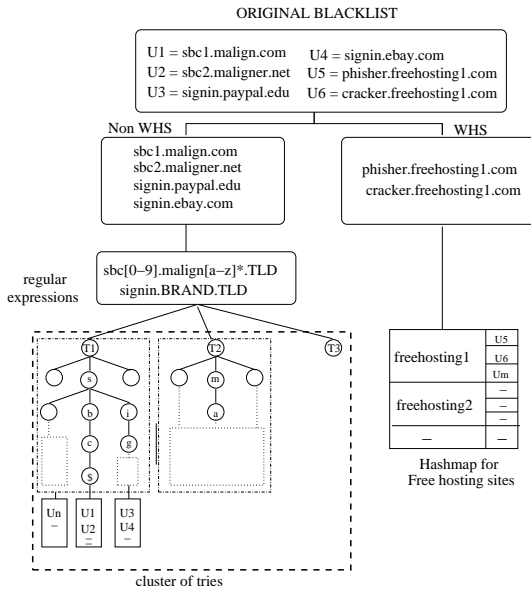 ORIGINAL BLACKLIST
U1 = sbc1.malign.com
U2 = sbc2.maligner.net
U3 = signin.paypal.edu
U4 = signin.ebay.com
U5 = phisher.freehosting1.com
U6 = cracker.freehosting1.com
Non WHS
WHS
sbc1.malign.com
sbc2.maligner.net
signin.paypal.edu
signin.ebay.com
phisher.freehosting1.com
cracker.freehosting1.com
regular
expressions
sbc[0–9].malign[a–z]*.TLD
signin.BRAND.TLD
T1
T2
T3
s
m
b
i
a
c
g
$
Un
–
U1
U2
–
–
U3
U4
–
cluster of tries
freehosting1
U5
U6
Um
freehosting2
–
–
–
–
–
Hashmap for
Free hosting sites